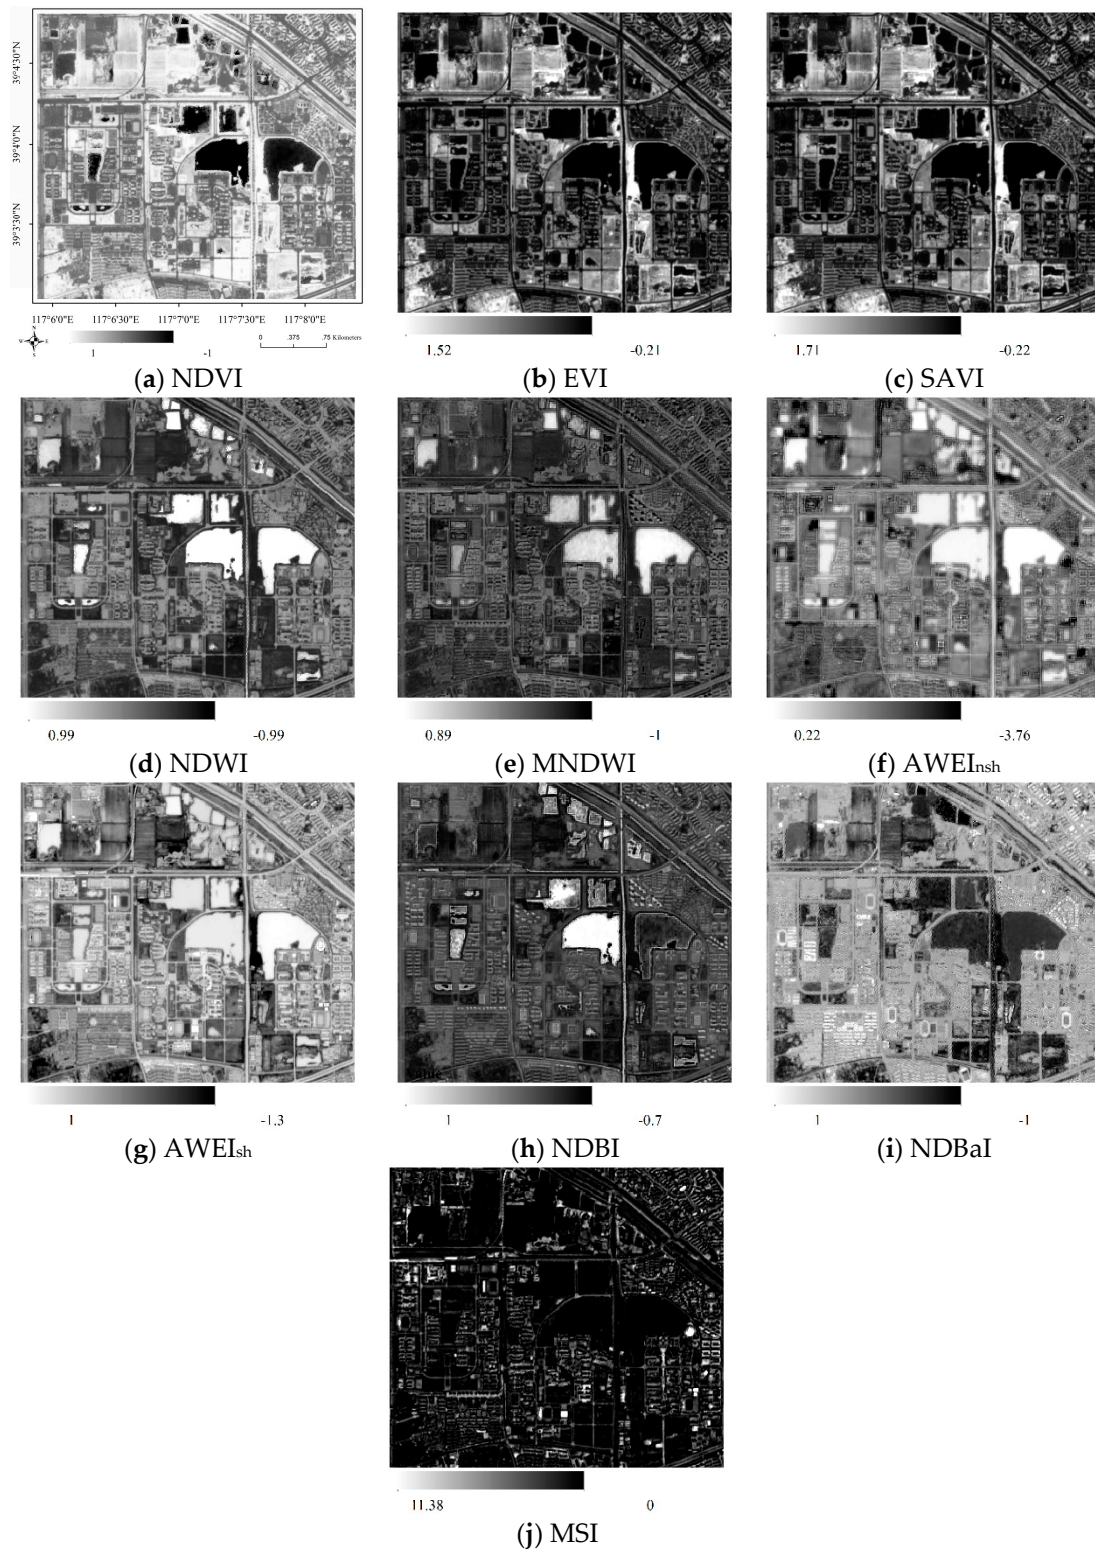 39°4'30"N
39°4'0"N
39°3'30"N
117°6'0"E 117°6'30"E 117°7'0"E 117°7'30"E 117°8'0"E
N
W E
S
1 -1
0 .375 .75 Kilometers
(a) NDVI
1.52 -0.21
(b) EVI
1.71 -0.22
(c) SAVI
0.99 -0.99
(d) NDWI
0.89 -1
(e) MNDWI
0.22 -3.76
(f) AWEInsh
1 -1.3
(g) AWEIsh
1 -0.7
(h) NDBI
1 -1
(i) NDBaI
11.38 0
(j) MSI